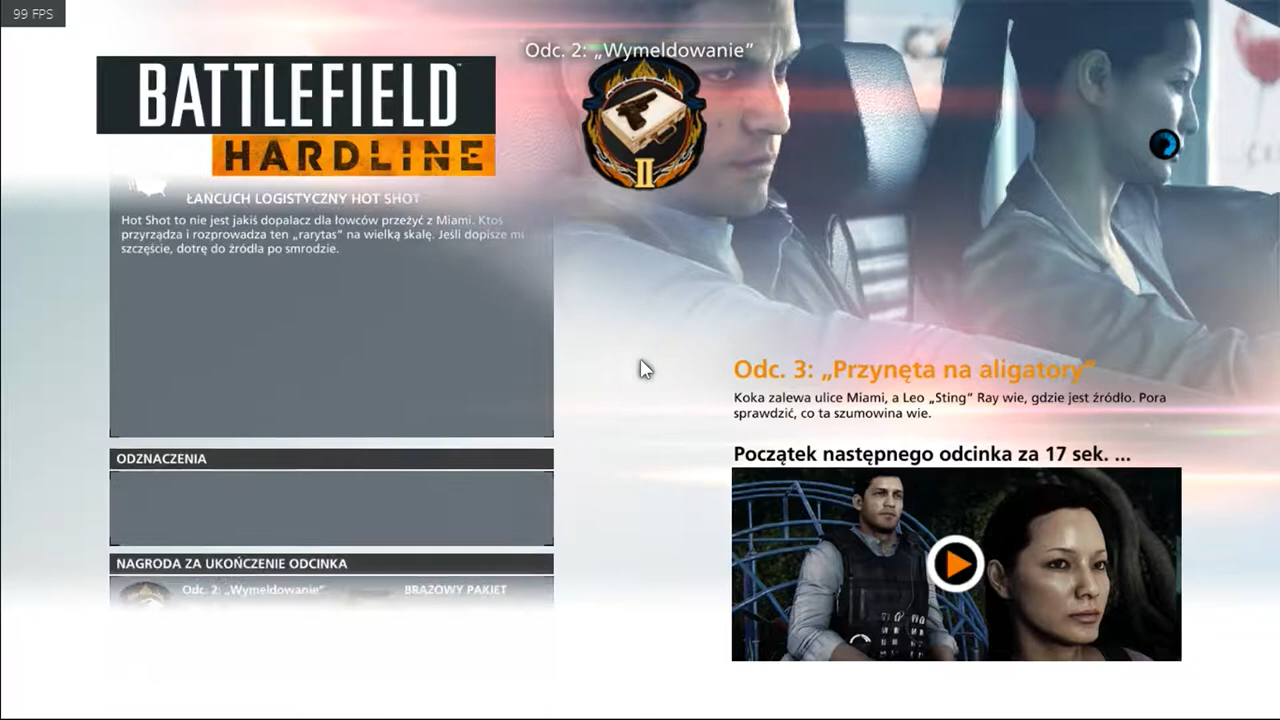 99 FPS
Odc. 2: „Wymeldowanie”
BATTLEFIELD™
HARDLINE
II
ŁAŃCUCH LOGISTYCZNY HOT SHOT
Hot Shot to nie jest jakiś dopalacz dla łowców przeżyć z Miami. Ktoś
przyrządza i rozprowadza ten „rarytas” na wielką skalę. Jeśli dopisze mi
szczęście, dotrę do źródła po smrodzie.
ODZNACZENIA
NAGRODA ZA UKOŃCZENIE ODCINKA
Odc. 2: „Wymeldowanie”
BRĄZOWY PAKIET
Odc. 3: „Przynęta na aligatory”
Koka zalewa ulice Miami, a Leo „Sting” Ray wie, gdzie jest źródło. Pora
sprawdzić, co ta szumowina wie.
Początek następnego odcinka za 17 sek. ...